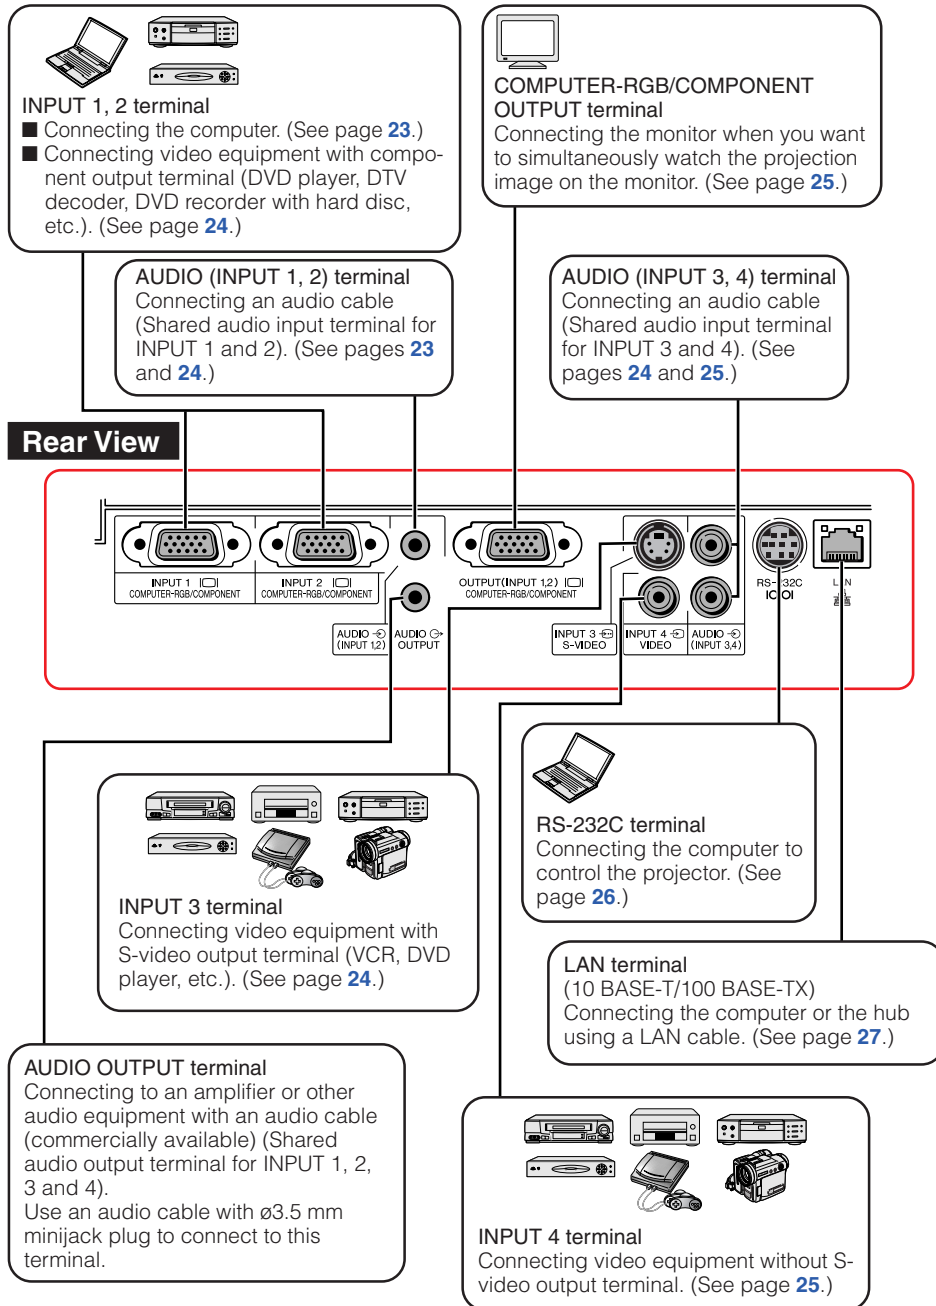 INPUT 1, 2 terminal
■ Connecting the computer. (See page 23.)
■ Connecting video equipment with compo-
nent output terminal (DVD player, DTV
decoder, DVD recorder with hard disc,
etc.). (See page 24.)
COMPUTER-RGB/COMPONENT
OUTPUT terminal
Connecting the monitor when you want
to simultaneously watch the projection
image on the monitor. (See page 25.)
AUDIO (INPUT 1, 2) terminal
Connecting an audio cable
(Shared audio input terminal for
INPUT 1 and 2). (See pages 23
and 24.)
AUDIO (INPUT 3, 4) terminal
Connecting an audio cable
(Shared audio input terminal
for INPUT 3 and 4). (See
pages 24 and 25.)
Rear View
INPUT 1
COMPUTER-RGB/COMPONENT
INPUT 2
COMPUTER-RGB/COMPONENT
AUDIO
(INPUT 1,2)
AUDIO
OUTPUT
OUTPUT(INPUT 1,2)
COMPUTER-RGB/COMPONENT
INPUT 3
S-VIDEO
INPUT 4
VIDEO
AUDIO
(INPUT 3,4)
RS-232C
LAN
INPUT 3 terminal
Connecting video equipment with
S-video output terminal (VCR, DVD
player, etc.). (See page 24.)
RS-232C terminal
Connecting the computer to
control the projector. (See
page 26.)
LAN terminal
(10 BASE-T/100 BASE-TX)
Connecting the computer or the hub
using a LAN cable. (See page 27.)
AUDIO OUTPUT terminal
Connecting to an amplifier or other
audio equipment with an audio cable
(commercially available) (Shared
audio output terminal for INPUT 1, 2,
3 and 4).
Use an audio cable with ø3.5 mm
minijack plug to connect to this
terminal.
INPUT 4 terminal
Connecting video equipment without S-
video output terminal. (See page 25.)